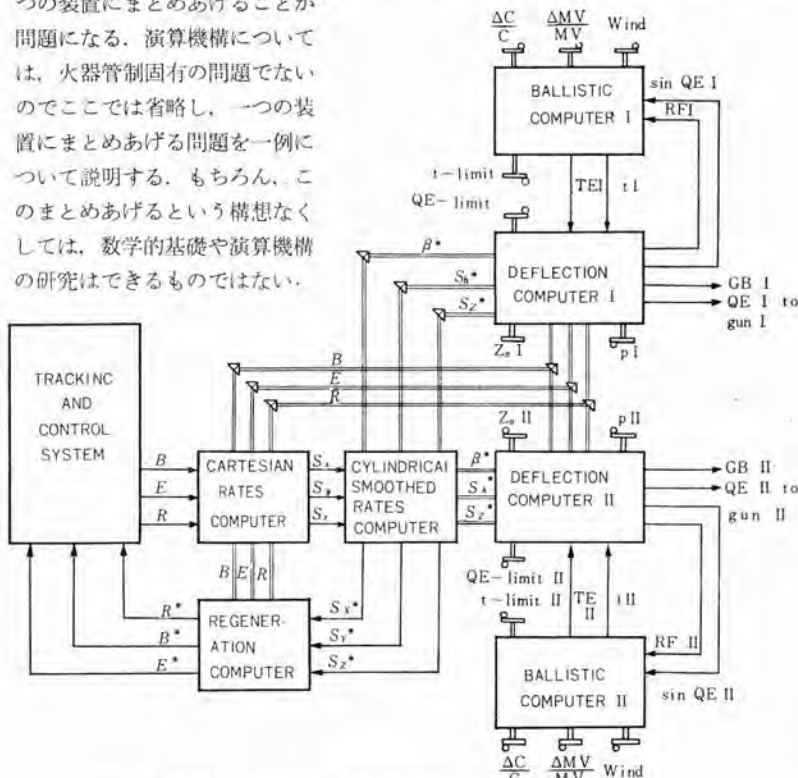 つの装置にまとめあげることが
問題になる．演算機構について
は，火器管制固有の問題でない
のでここでは省略し，一つの装
置にまとめあげる問題を一例に
ついて説明する．もちろん，こ
のまとめあげるという構想なく
しては，数学的基礎や演算機構
の研究はできるものではない．
ΔC/C ΔMV/MV Wind
BALLISTIC
COMPUTER I
sin QE I
RFI
t-limit
QE-limit
TEI t I
β*
Sh*
Sz*
DEFLECTION
COMPUTER I
GB I
QE I to
gun I
Z₀ I p I
B
E
R
TRACKING
AND
CONTROL
SYSTEM
B
E
R
CARTESIAN
RATES
COMPUTER
Sx
Sy
Sz
CYLINDRICAL
SMOOTHED
RATES
COMPUTER
β*
Sh*
Sz*
Z₀ II p II
DEFLECTION
COMPUTER II
GB II
QE II to
gun II
B E R
R*
B*
E*
REGENER-
ATION
COMPUTER
SX*
SY*
SZ*
QE-limit II
t-limit II
TE
II
t II
RF II
sin QE II
BALLISTIC
COMPUTER II
ΔC/C ΔMV/MV Wind